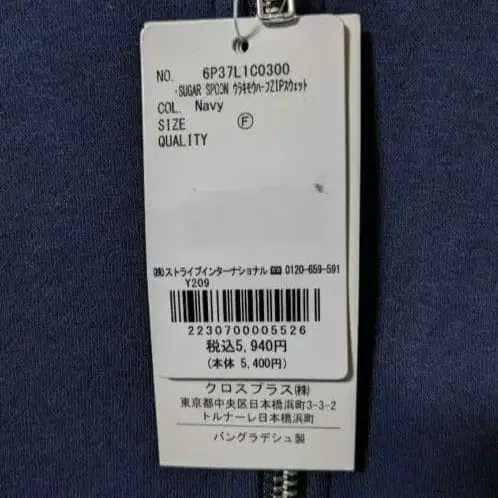 NO. 6P37L1C0300
·SUGAR SPOON ウラキモウハーフZIPスウェット
COL. Navy
SIZE Ⓕ
QUALITY
(株)ストライプインターナショナル 0120-659-591
Y209
2230700005526
税込5,940円
(本体 5,400円)
クロスプラス(株)
東京都中央区日本橋浜町3-3-2
トルナーレ日本橋浜町
バングラデシュ製